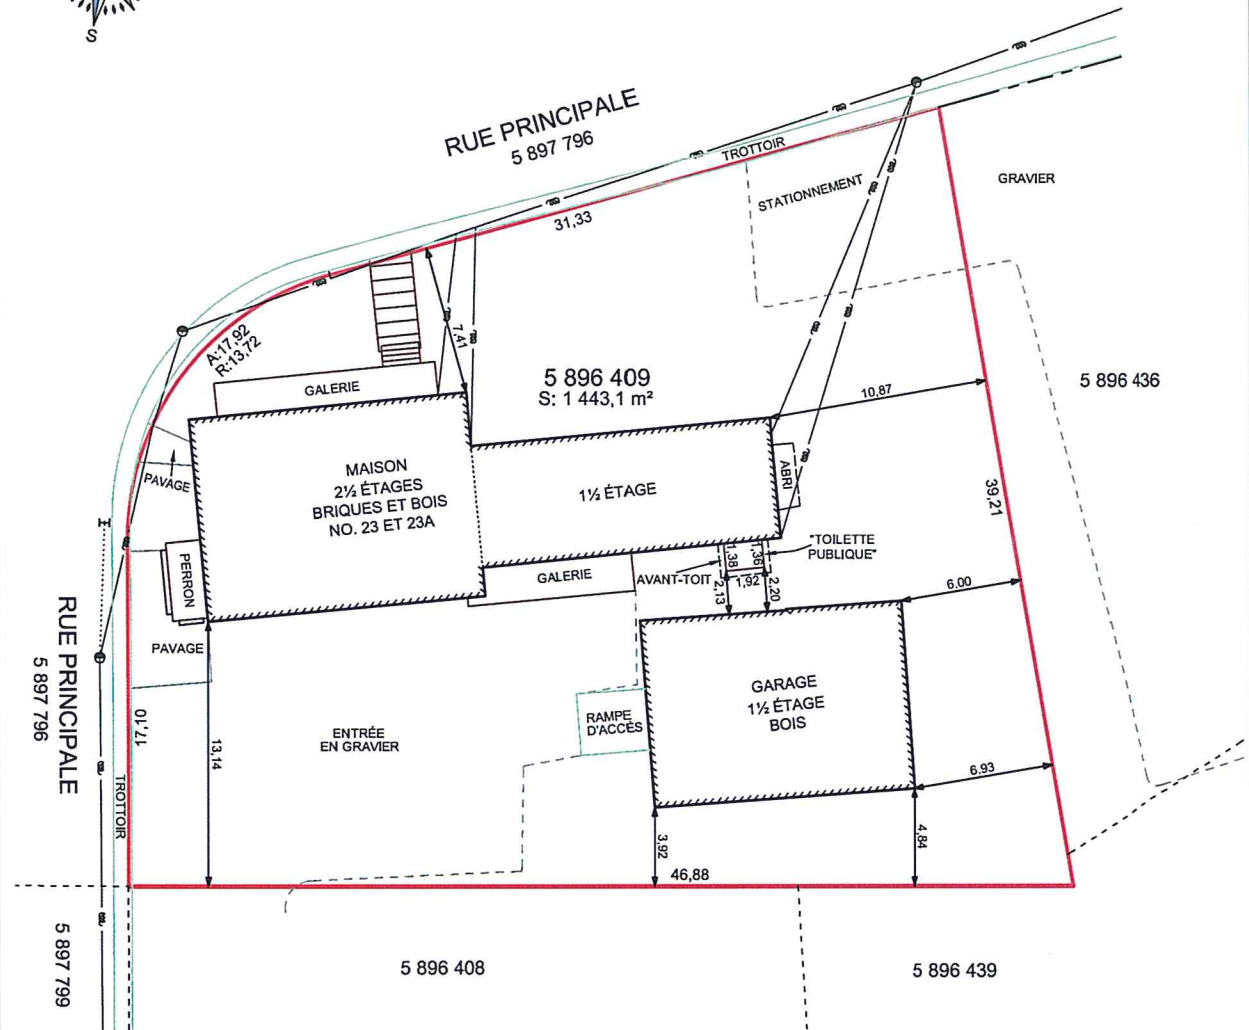 S
RUE PRINCIPALE
5 897 796
TROTTOIR
STATIONNEMENT
GRAVIER
31,33
A:17,92
R:13,72
7,41
GALERIE
5 896 409
S: 1 443,1 m²
10,87
5 896 436
MAISON
2½ ÉTAGES
BRIQUES ET BOIS
NO. 23 ET 23A
1½ ÉTAGE
ABRI
PAVAGE
39,21
"TOILETTE
PUBLIQUE"
1,38
1,36
AVANT-TOIT
1,92
2,13
2,20
GALERIE
PERRON
6,00
RUE PRINCIPALE
5 897 796
PAVAGE
GARAGE
1½ ÉTAGE
BOIS
RAMPE
D'ACCÈS
17,10
13,14
ENTRÉE
EN GRAVIER
TROTTOIR
6,93
3,92
4,84
46,88
5 897 799
5 896 408
5 896 439